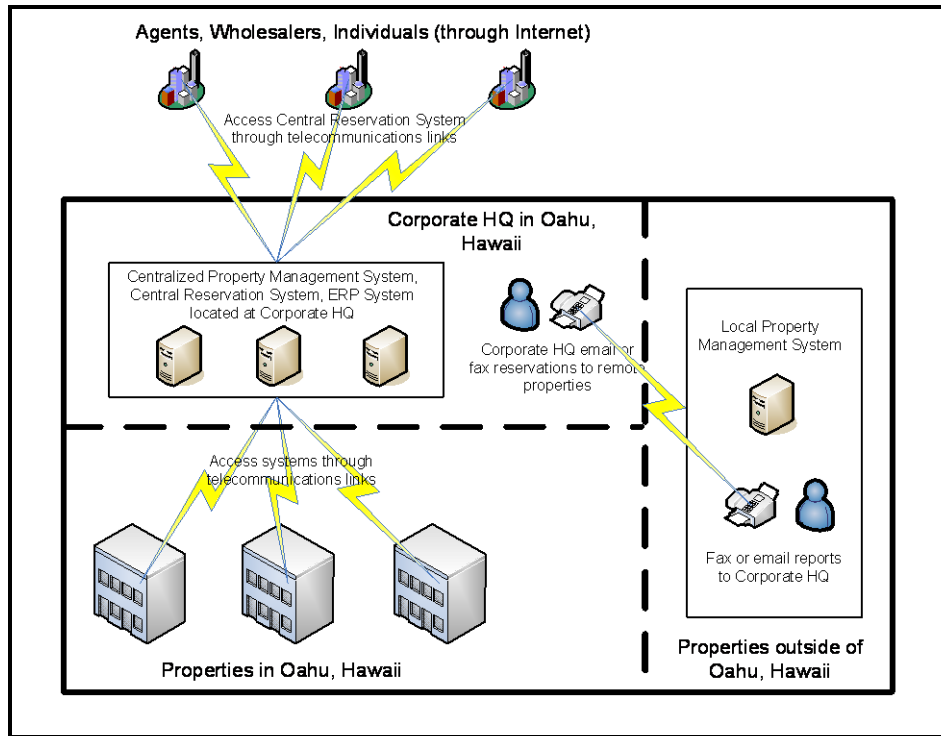 Agents, Wholesalers, Individuals (through Internet)
Access Central Reservation System
through telecommunications links
Corporate HQ in Oahu,
Hawaii
Centralized Property Management System,
Central Reservation System, ERP System
located at Corporate HQ
Corporate HQ email or
fax reservations to remote
properties
Local Property
Management System
Access systems through
telecommunications links
Fax or email reports
to Corporate HQ
Properties in Oahu, Hawaii
Properties outside of
Oahu, Hawaii